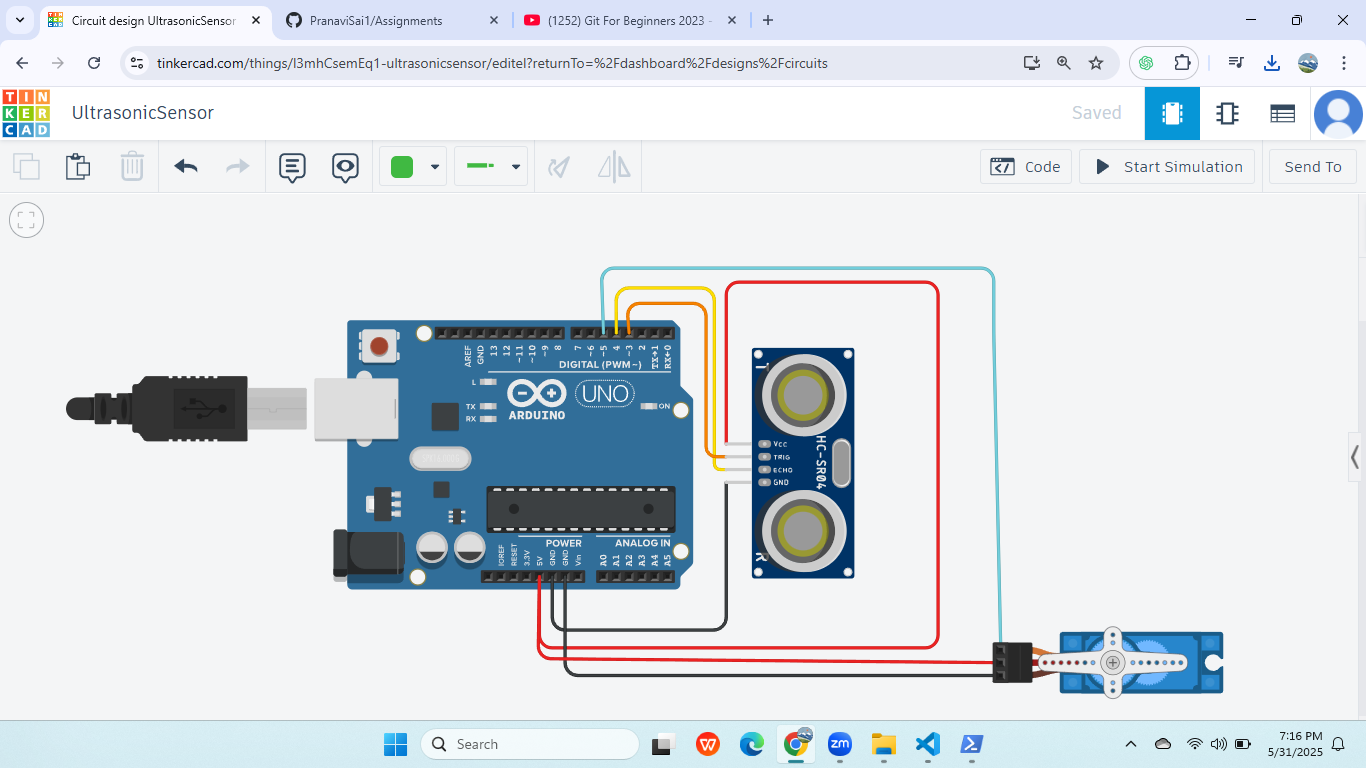 Circuit design UltrasonicSensor
PranaviSai1/Assignments
(1252) Git For Beginners 2023 -
tinkercad.com/things/l3mhCsemEq1-ultrasonicsensor/editel?returnTo=%2Fdashboard%2Fdesigns%2Fcircuits
TIN
KER
CAD
UltrasonicSensor
Saved
Code
Start Simulation
Send To
AREF
GND
13
12
~11
~10
~9
8
7
~6
~5
4
~3
2
TX→1
RX←0
DIGITAL (PWM~)
L
TX
RX
ARDUINO
UNO
ON
POWER
ANALOG IN
IOREF
RESET
3.3V
5V
GND
GND
Vin
A0
A1
A2
A3
A4
A5
T
VCC
TRIG
ECHO
GND
HC-SR04
R
Search
zm
7:16 PM
5/31/2025